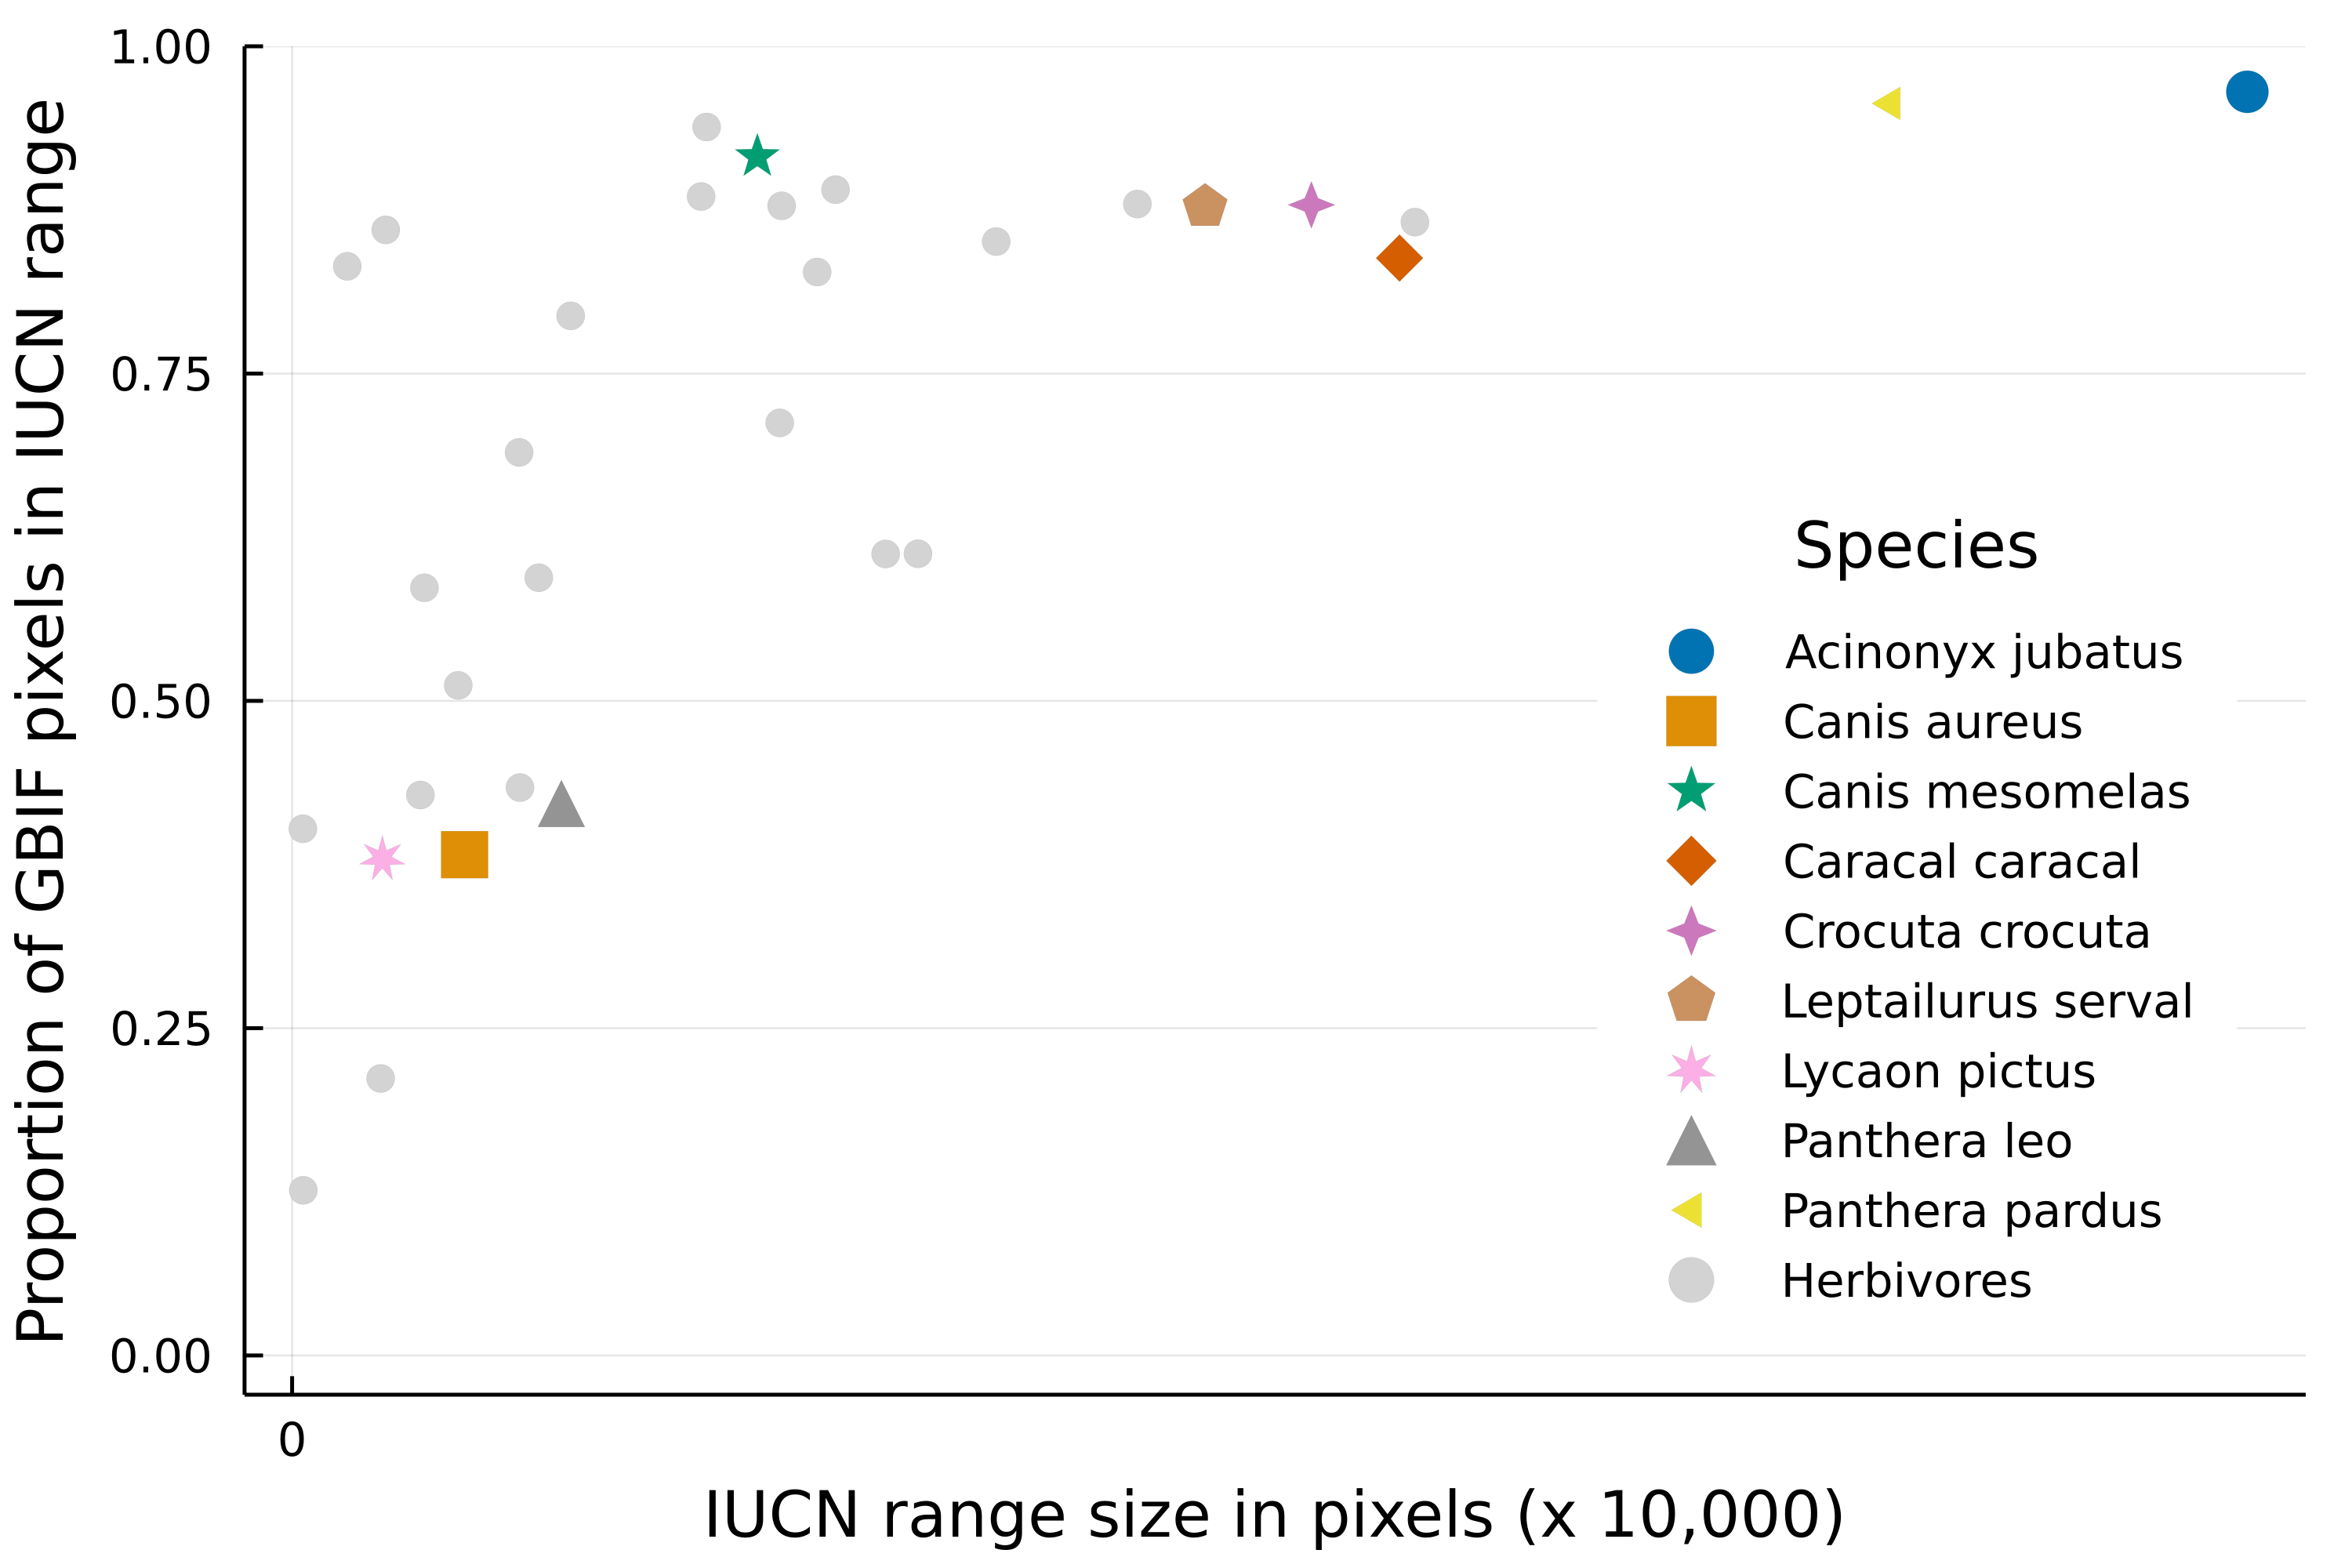 1.00
0.75
0.50
0.25
0.00
Proportion of GBIF pixels in IUCN range
Species
Acinonyx jubatus
Canis aureus
Canis mesomelas
Caracal caracal
Crocuta crocuta
Leptailurus serval
Lycaon pictus
Panthera leo
Panthera pardus
Herbivores
0
IUCN range size in pixels (x 10,000)